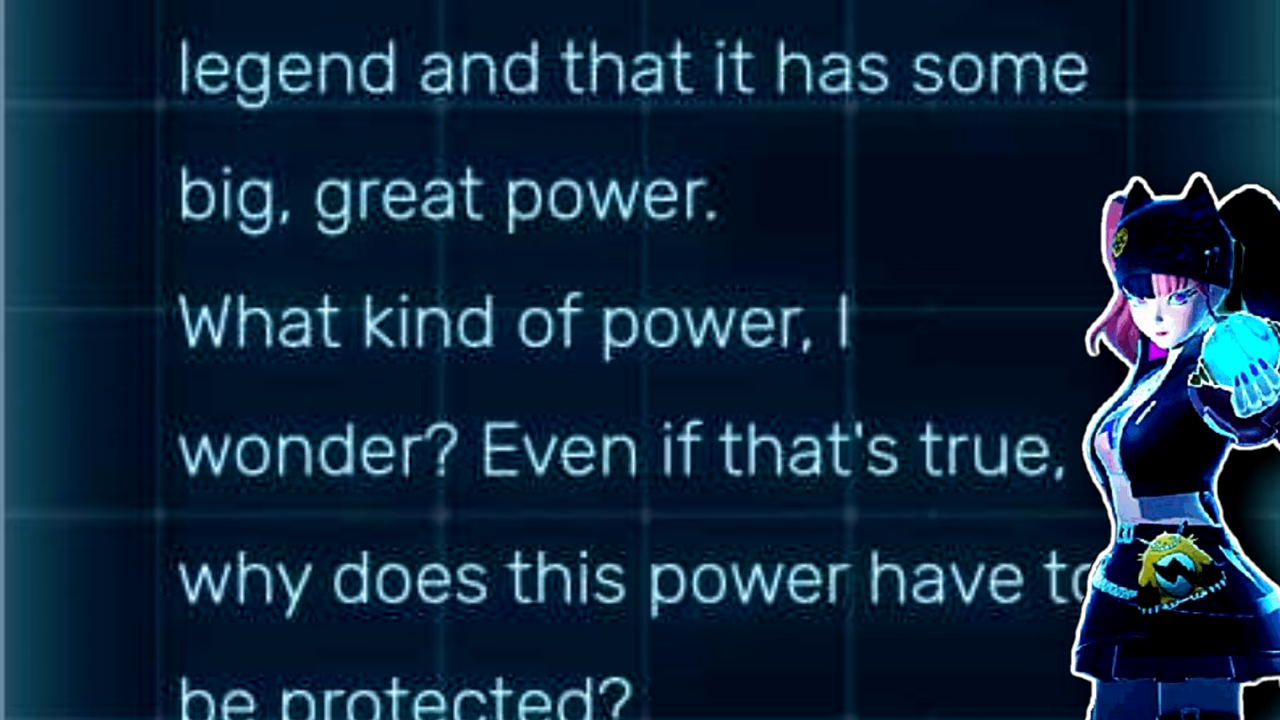 legend and that it has some
big, great power.
What kind of power, I
wonder? Even if that's true,
why does this power have to
be protected?